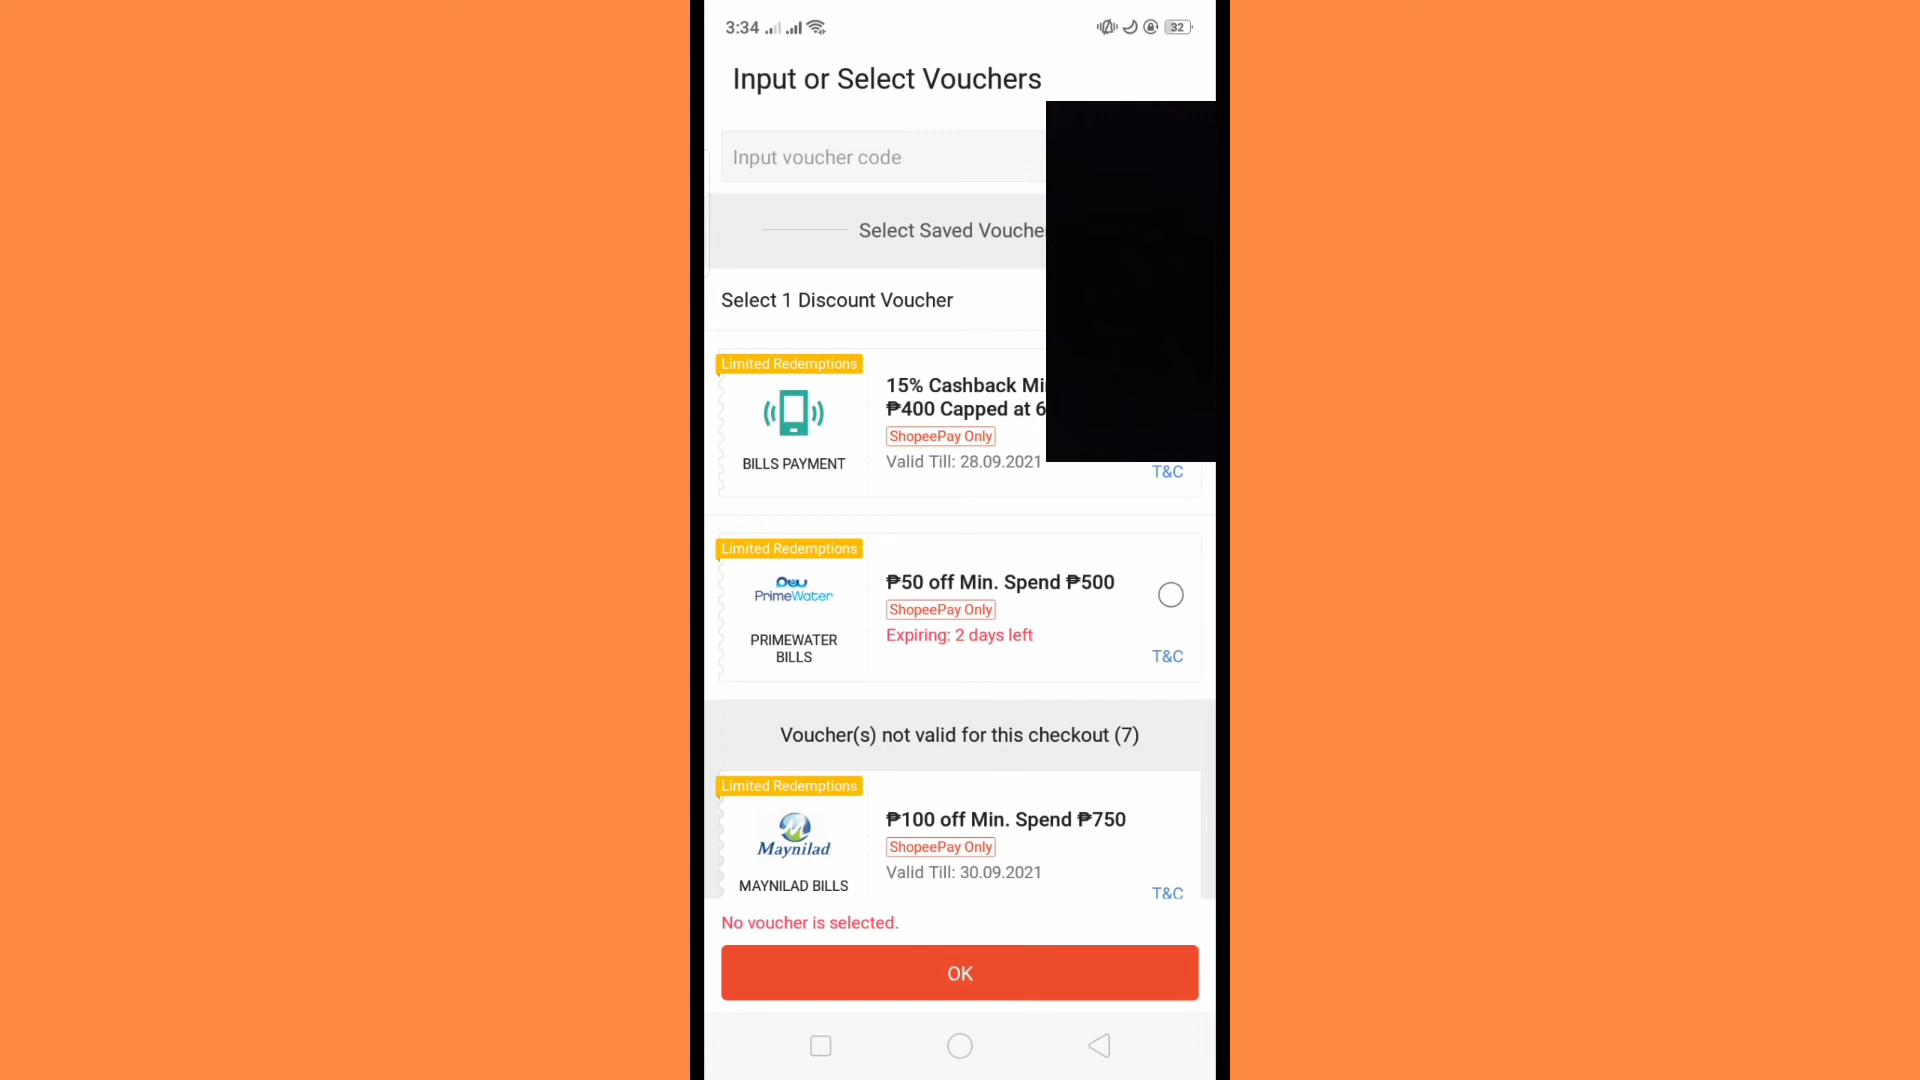 3:34
32
Input or Select Vouchers
Input voucher code
Select Saved
Select 1 Discount Voucher
Limited Redemptions
15% Cashback
₱400 Capped at
ShopeePay Only
Valid Till: 28.09.2021
BILLS PAYMENT
T&C
Limited Redemptions
PrimeWater
PRIMEWATER
BILLS
₱50 off Min. Spend ₱500
ShopeePay Only
Expiring: 2 days left
T&C
Voucher(s) not valid for this checkout (7)
Limited Redemptions
Maynilad
MAYNILAD BILLS
₱100 off Min. Spend ₱750
ShopeePay Only
Valid Till: 30.09.2021
T&C
No voucher is selected.
OK